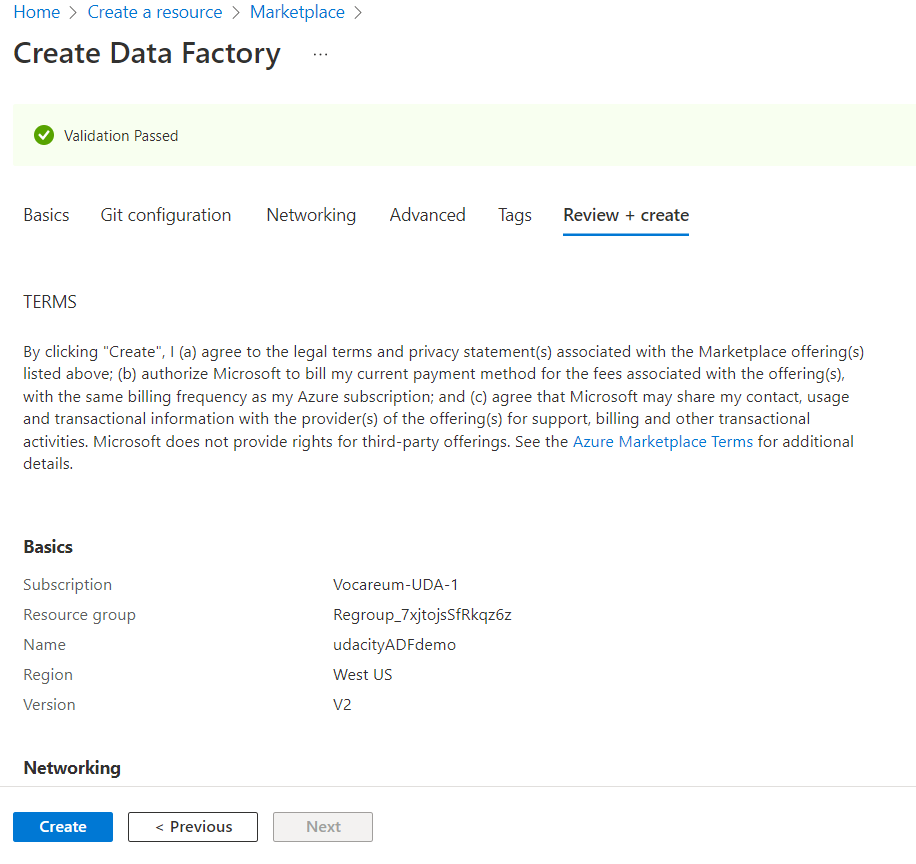 Home > Create a resource > Marketplace >
Create Data Factory ...
Validation Passed
Basics Git configuration Networking Advanced Tags Review + create
TERMS
By clicking "Create", I (a) agree to the legal terms and privacy statement(s) associated with the Marketplace offering(s)
listed above; (b) authorize Microsoft to bill my current payment method for the fees associated with the offering(s),
with the same billing frequency as my Azure subscription; and (c) agree that Microsoft may share my contact, usage
and transactional information with the provider(s) of the offering(s) for support, billing and other transactional
activities. Microsoft does not provide rights for third-party offerings. See the Azure Marketplace Terms for additional
details.
Basics
Subscription Vocareum-UDA-1
Resource group Regroup_7xjtojsSfRkqz6z
Name udacityADFdemo
Region West US
Version V2
Networking
Create < Previous Next